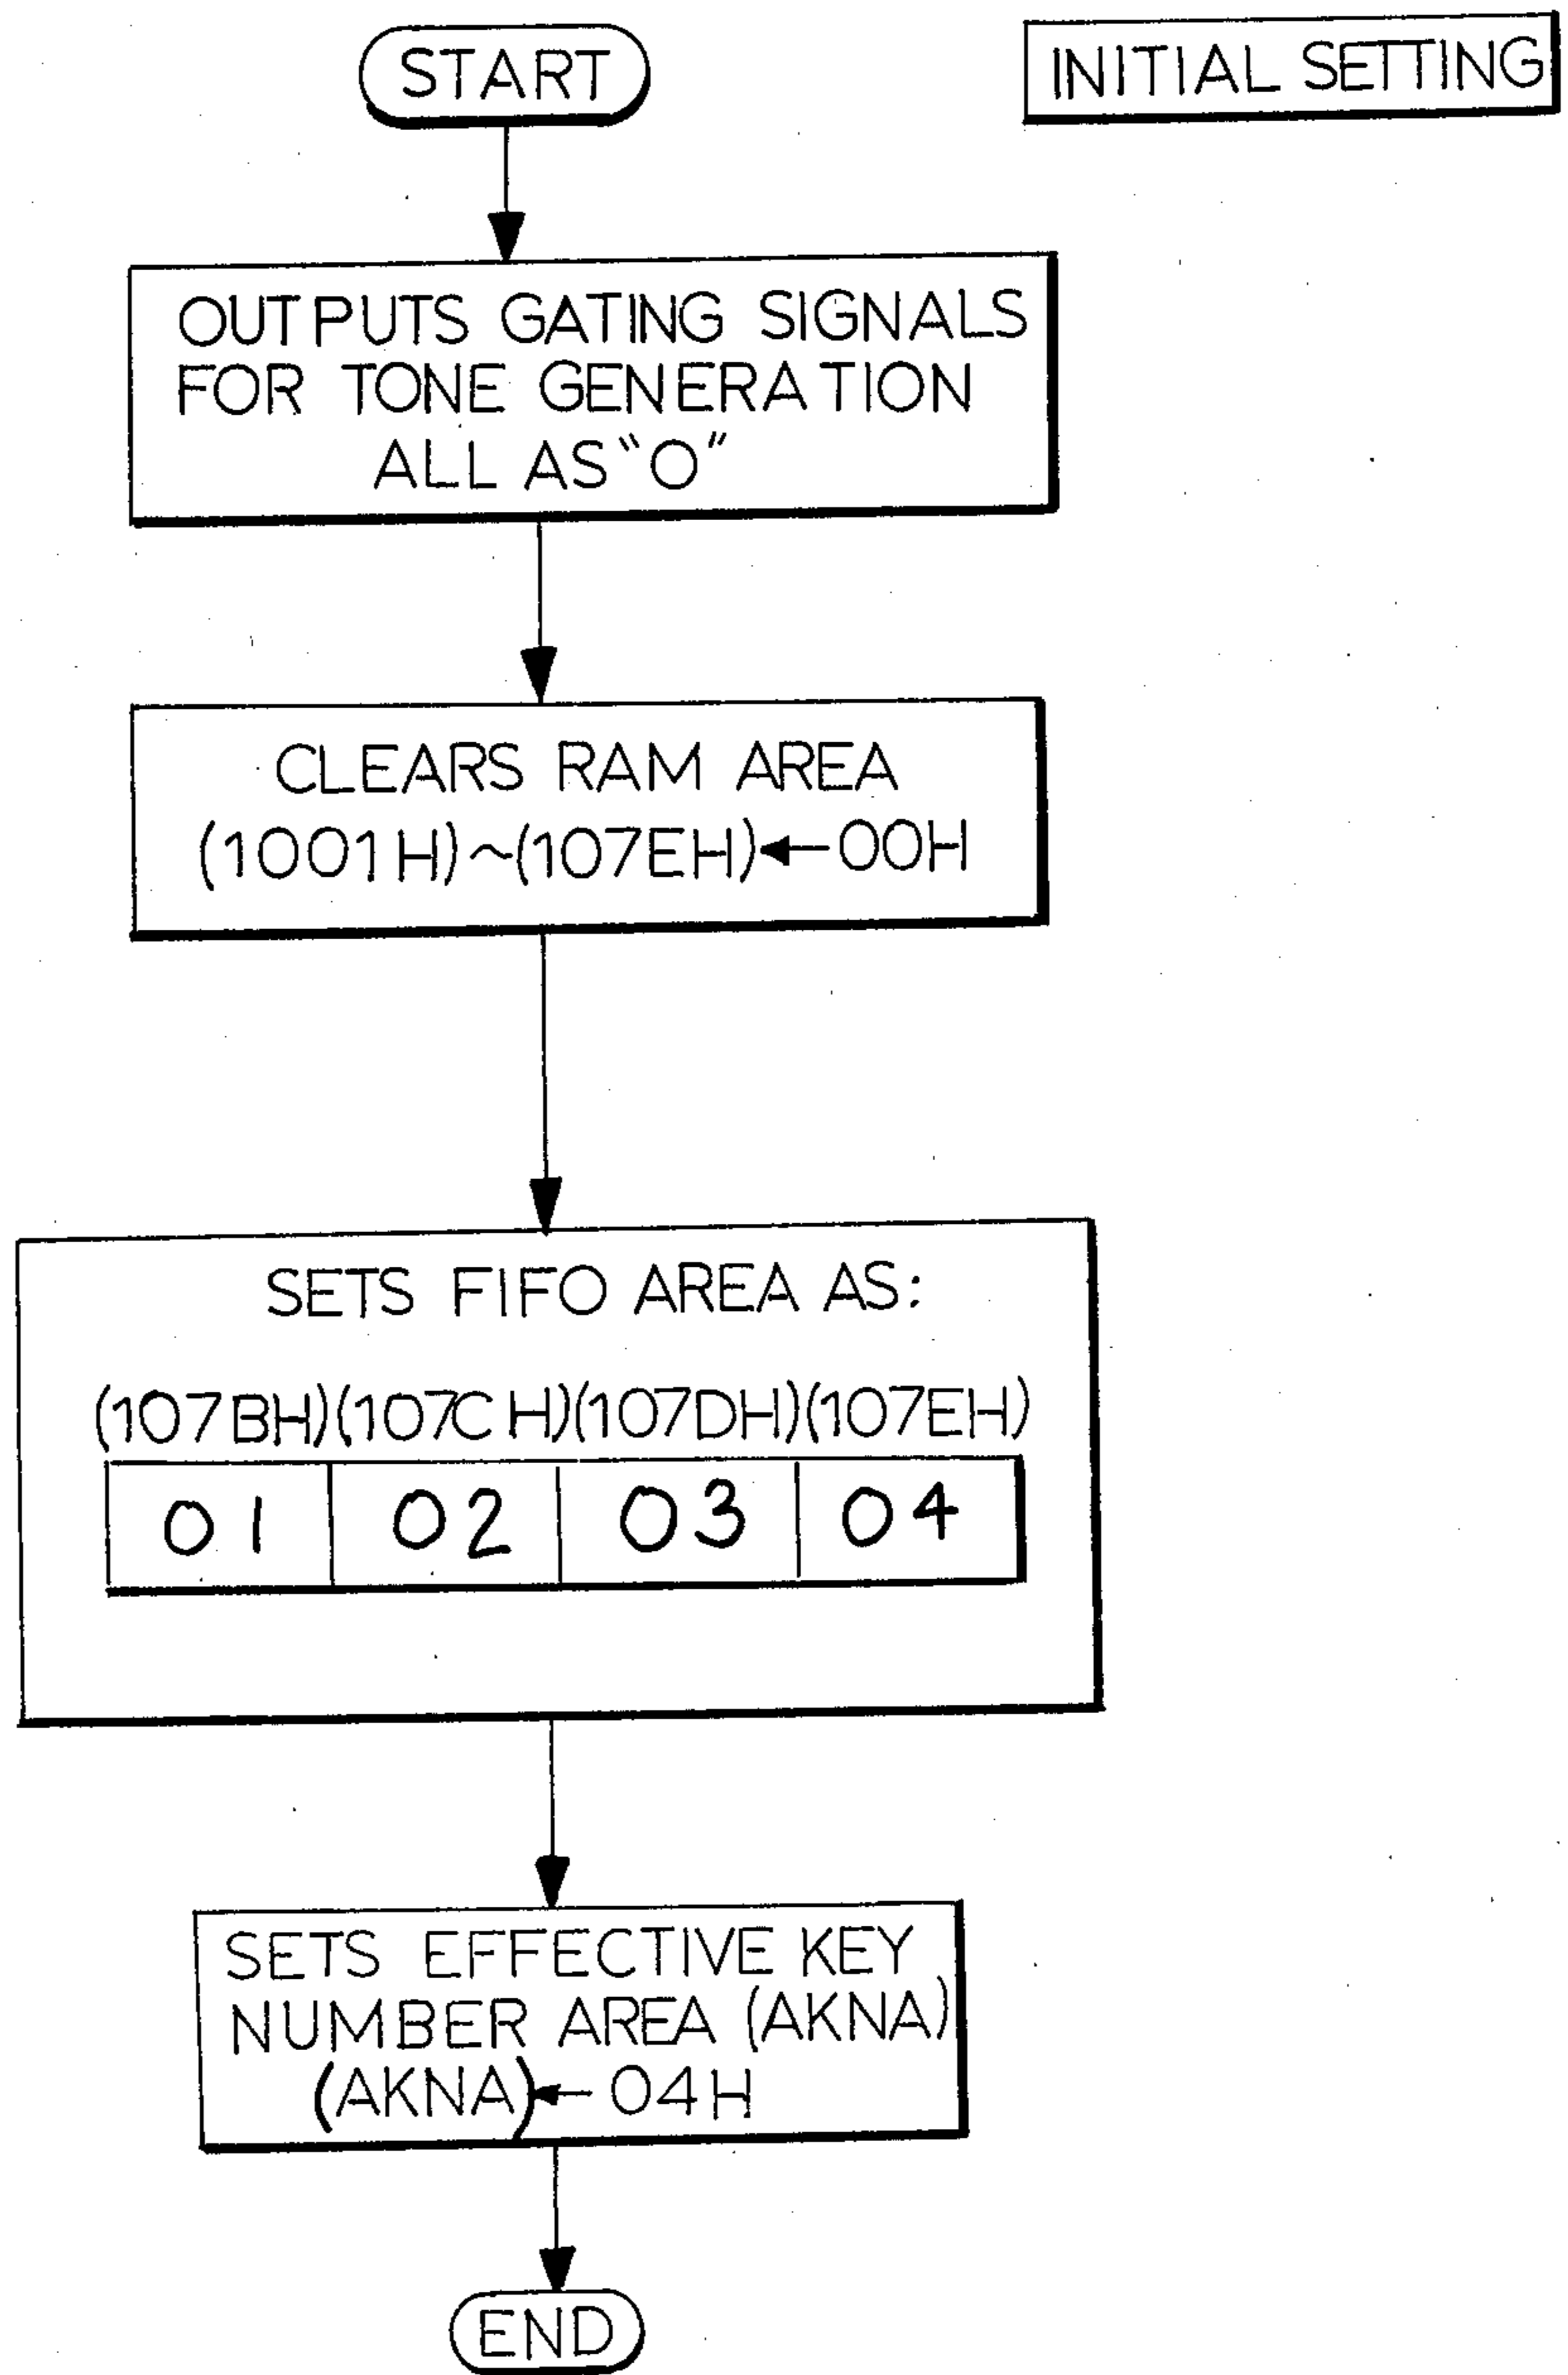 START
INITIAL SETTING
OUTPUTS GATING SIGNALS
FOR TONE GENERATION
ALL AS "O"
CLEARS RAM AREA
(1001H)~(107EH)←00H
SETS FIFO AREA AS:
(107BH)(107CH)(107DH)(107EH)
01 02 03 04
SETS EFFECTIVE KEY
NUMBER AREA (AKNA)
(AKNA)←04H
END